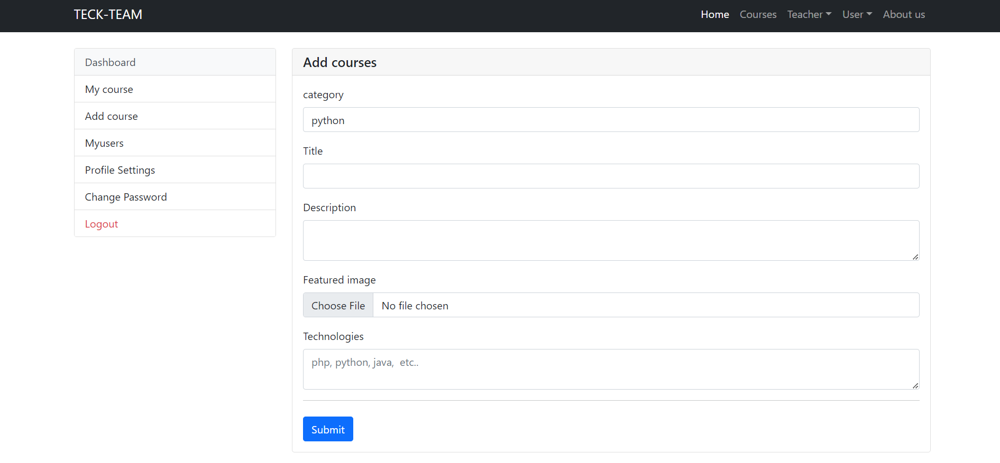 TECK-TEAM Home Courses Teacher User About us
Dashboard
My course
Add course
Myusers
Profile Settings
Change Password
Logout
Add courses
category
python
Title
Description
Featured image
Choose File No file chosen
Technologies
php, python, java,  etc..
Submit